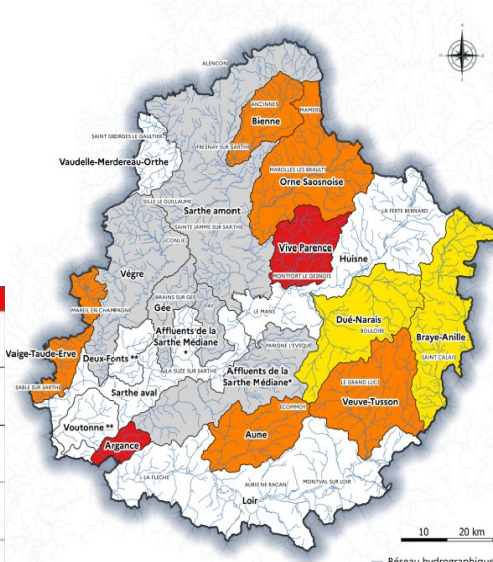 ALENCON
ANCINNES
MAMERS
Bienne
SAINT GEORGES LE GAULTIER
FRESNAY SUR SARTHE
Vaudelle-Merdereau-Orthe
MAROLLES LES BRAULTS
Orne Saosnoise
SILLE LE GUILLAUME
Sarthe amont
LA FERTE BERNARD
SAINTE JAMME SUR SARTHE
CONLIE
Vive Parence
Huisne
Végre
MONTFORT LE GESNOIS
BRAINS SUR GEE
Gée
MAREIL EN CHAMPAGNE
LE MANS
Dué-Narais
BOULOIRE
Affluents de la
Sarthe Médiane
*
PARIGNE L'EVEQUE
Braye-Anille
Vaige-Taude-Erve
Deux-Fonts **
SAINT CALAIS
LA SUZE SUR SARTHE
Affluents de la
Sarthe Médiane*
SABLE SUR SARTHE
Sarthe aval
LE GRAND LUCE
ECOMMOY
Veuve-Tusson
Voutonne **
Argance
Aune
LA FLECHE
AUBIGNE RACAN
MONTVAL SUR LOIR
Loir
10 20 km
Réseau hydrographique